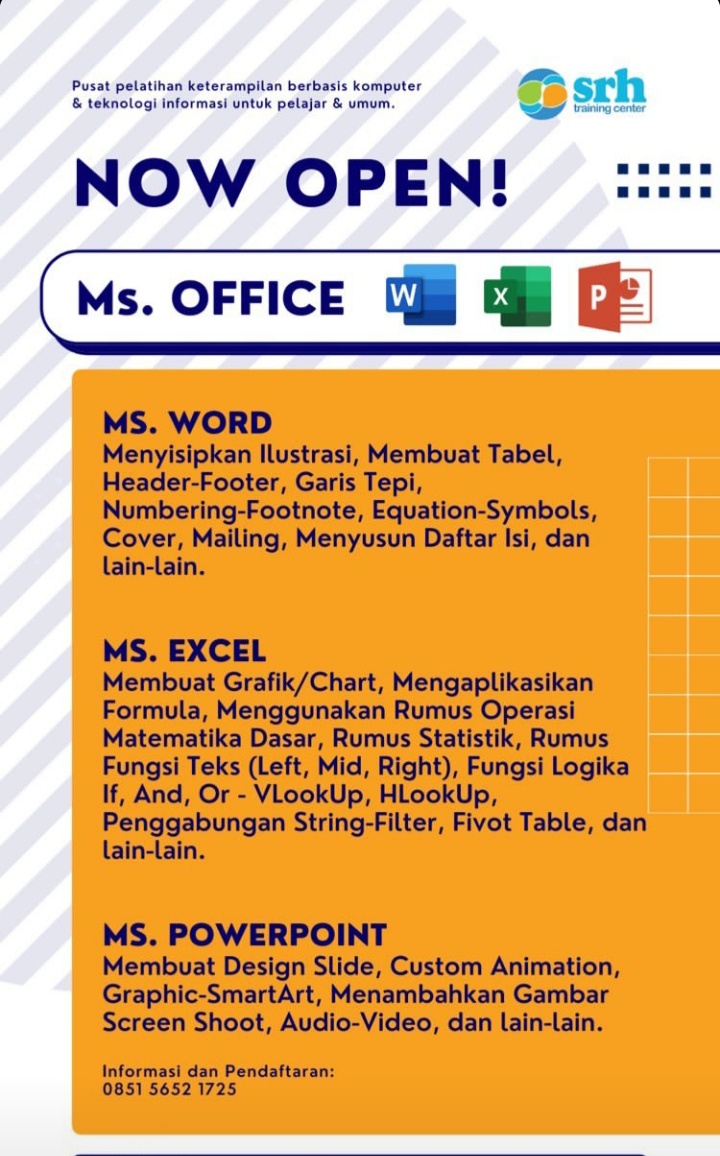 Pusat pelatihan keterampilan berbasis komputer
& teknologi informasi untuk pelajar & umum.
srh
training center
NOW OPEN!
Ms. OFFICE
W
X
P
MS. WORD
Menyisipkan Ilustrasi, Membuat Tabel,
Header-Footer, Garis Tepi,
Numbering-Footnote, Equation-Symbols,
Cover, Mailing, Menyusun Daftar Isi, dan
lain-lain.
MS. EXCEL
Membuat Grafik/Chart, Mengaplikasikan
Formula, Menggunakan Rumus Operasi
Matematika Dasar, Rumus Statistik, Rumus
Fungsi Teks (Left, Mid, Right), Fungsi Logika
If, And, Or - VLookUp, HLookUp,
Penggabungan String-Filter, Fivot Table, dan
lain-lain.
MS. POWERPOINT
Membuat Design Slide, Custom Animation,
Graphic-SmartArt, Menambahkan Gambar
Screen Shoot, Audio-Video, dan lain-lain.
Informasi dan Pendaftaran:
0851 5652 1725